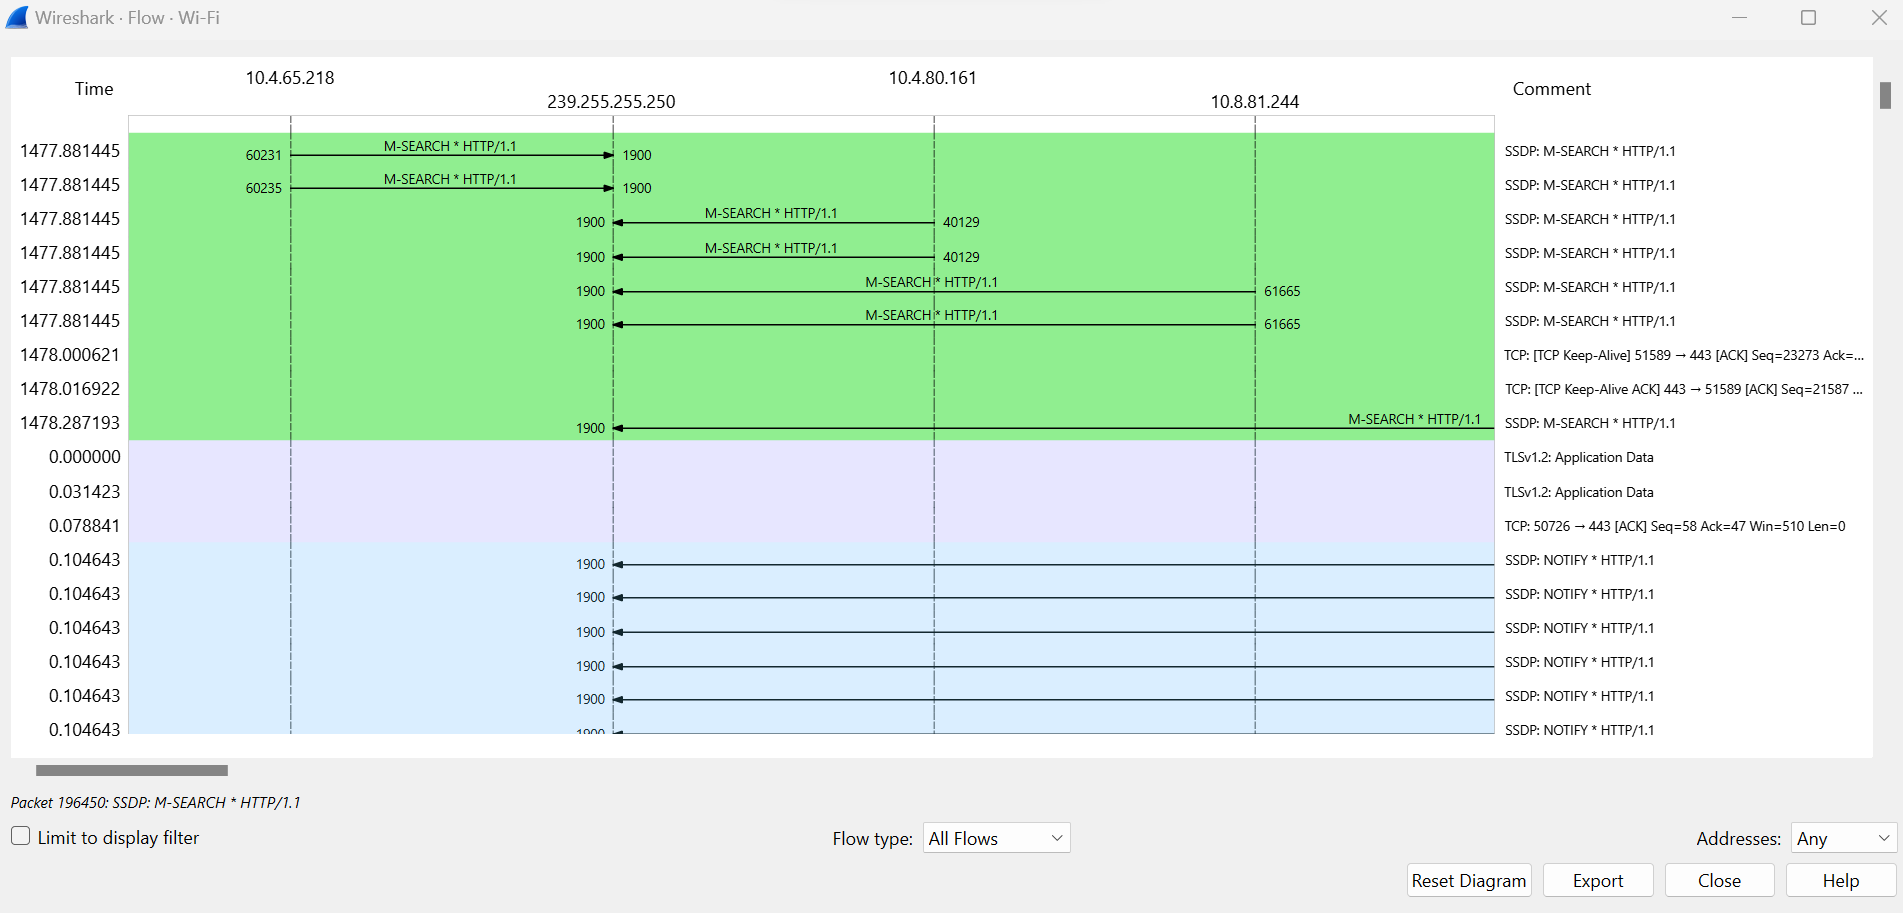 Wireshark · Flow · Wi-Fi
10.4.65.218 10.4.80.161
Time Comment
239.255.255.250 10.8.81.244
1477.881445 60231 M-SEARCH * HTTP/1.1 1900 SSDP: M-SEARCH * HTTP/1.1
1477.881445 60235 M-SEARCH * HTTP/1.1 1900 SSDP: M-SEARCH * HTTP/1.1
1477.881445 1900 M-SEARCH * HTTP/1.1 40129 SSDP: M-SEARCH * HTTP/1.1
1477.881445 1900 M-SEARCH * HTTP/1.1 40129 SSDP: M-SEARCH * HTTP/1.1
1477.881445 1900 M-SEARCH * HTTP/1.1 61665 SSDP: M-SEARCH * HTTP/1.1
1477.881445 1900 M-SEARCH * HTTP/1.1 61665 SSDP: M-SEARCH * HTTP/1.1
1478.000621 TCP: [TCP Keep-Alive] 51589 → 443 [ACK] Seq=23273 Ack=...
1478.016922 TCP: [TCP Keep-Alive ACK] 443 → 51589 [ACK] Seq=21587 ...
1478.287193 1900 M-SEARCH * HTTP/1.1 SSDP: M-SEARCH * HTTP/1.1
0.000000 TLSv1.2: Application Data
0.031423 TLSv1.2: Application Data
0.078841 TCP: 50726 → 443 [ACK] Seq=58 Ack=47 Win=510 Len=0
0.104643 1900 SSDP: NOTIFY * HTTP/1.1
0.104643 1900 SSDP: NOTIFY * HTTP/1.1
0.104643 1900 SSDP: NOTIFY * HTTP/1.1
0.104643 1900 SSDP: NOTIFY * HTTP/1.1
0.104643 1900 SSDP: NOTIFY * HTTP/1.1
0.104643 1900 SSDP: NOTIFY * HTTP/1.1
Packet 196450: SSDP: M-SEARCH * HTTP/1.1
Limit to display filter Flow type: All Flows Addresses: Any
Reset Diagram Export Close Help